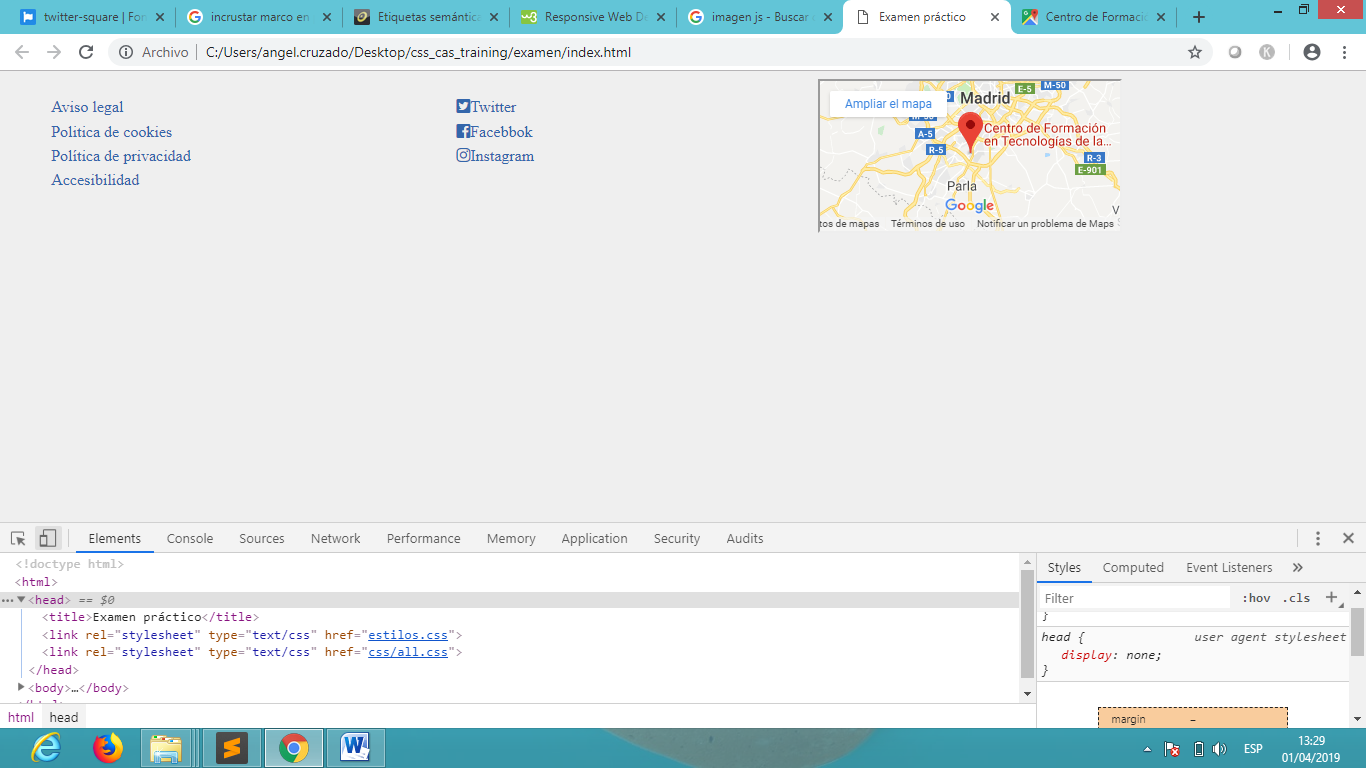 twitter-square | Fon
incrustar marco en
Etiquetas semántica
Responsive Web De
imagen js - Buscar
Examen práctico
Centro de Formació
Archivo
C:/Users/angel.cruzado/Desktop/css_cas_training/examen/index.html
Aviso legal
Politica de cookies
Política de privacidad
Accesibilidad
Twitter
Facebbok
Instagram
Ampliar el mapa
Madrid
E-5
M-50
A-5
R-5
Centro de Formación
en Tecnologías de la...
R-3
E-901
Parla
Google
V
tos de mapas
Términos de uso
Notificar un problema de Maps
Elements
Console
Sources
Network
Performance
Memory
Application
Security
Audits
<!doctype html>
<html>
<head> == $0
<title>Examen práctico</title>
<link rel="stylesheet" type="text/css" href="estilos.css">
<link rel="stylesheet" type="text/css" href="css/all.css">
</head>
<body>…</body>
html
head
Styles
Computed
Event Listeners
Filter
:hov
.cls
}
head {
user agent stylesheet
display: none;
}
margin
ESP
13:29
01/04/2019